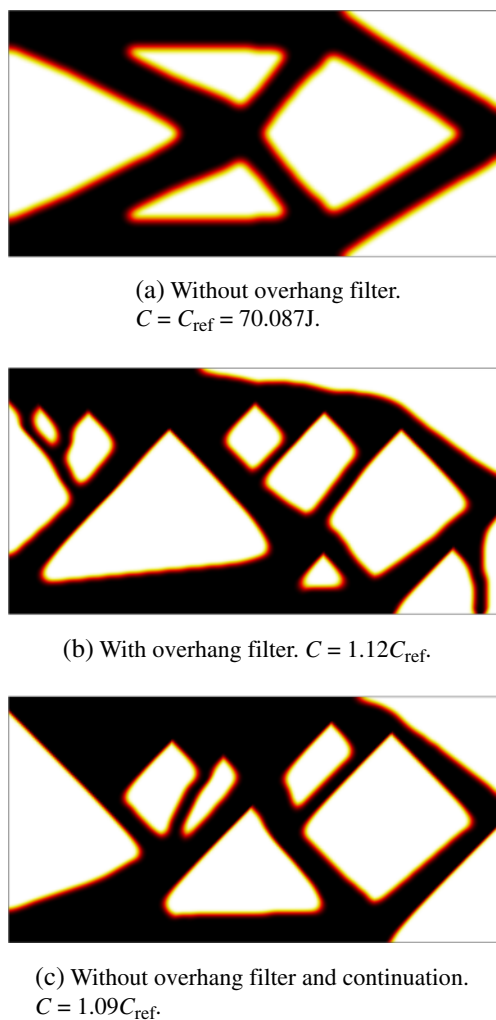 (a) Without overhang filter.
C = C_ref = 70.087J.
(b) With overhang filter. C = 1.12C_ref.
(c) Without overhang filter and continuation.
C = 1.09C_ref.